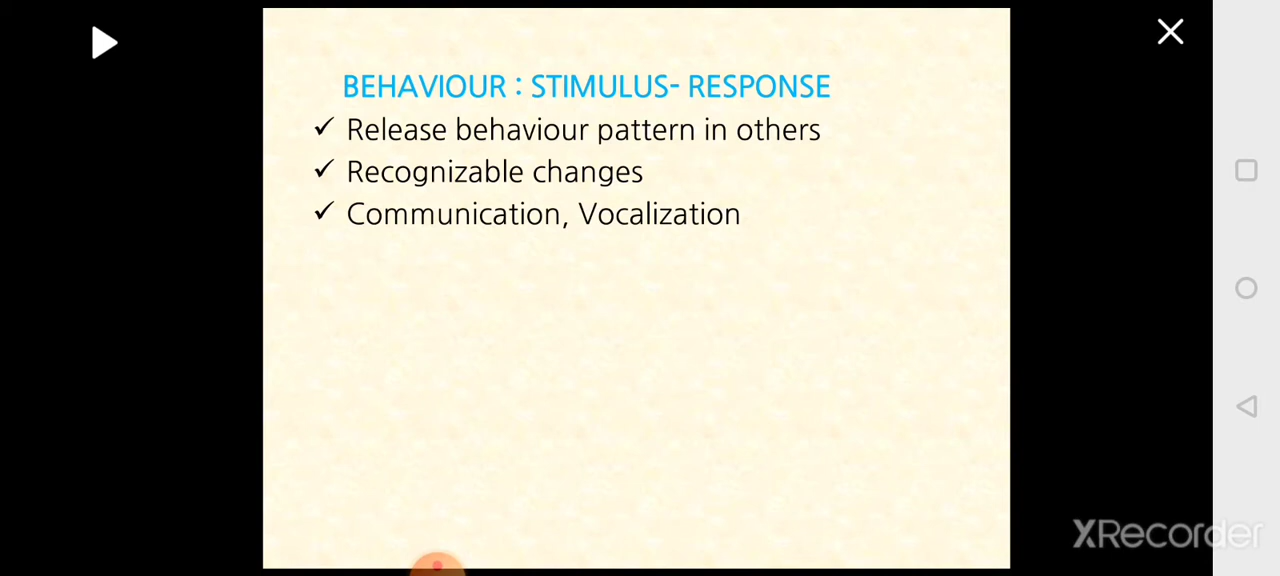 BEHAVIOUR : STIMULUS- RESPONSE
✓ Release behaviour pattern in others
✓ Recognizable changes
✓ Communication, Vocalization
XRecorder